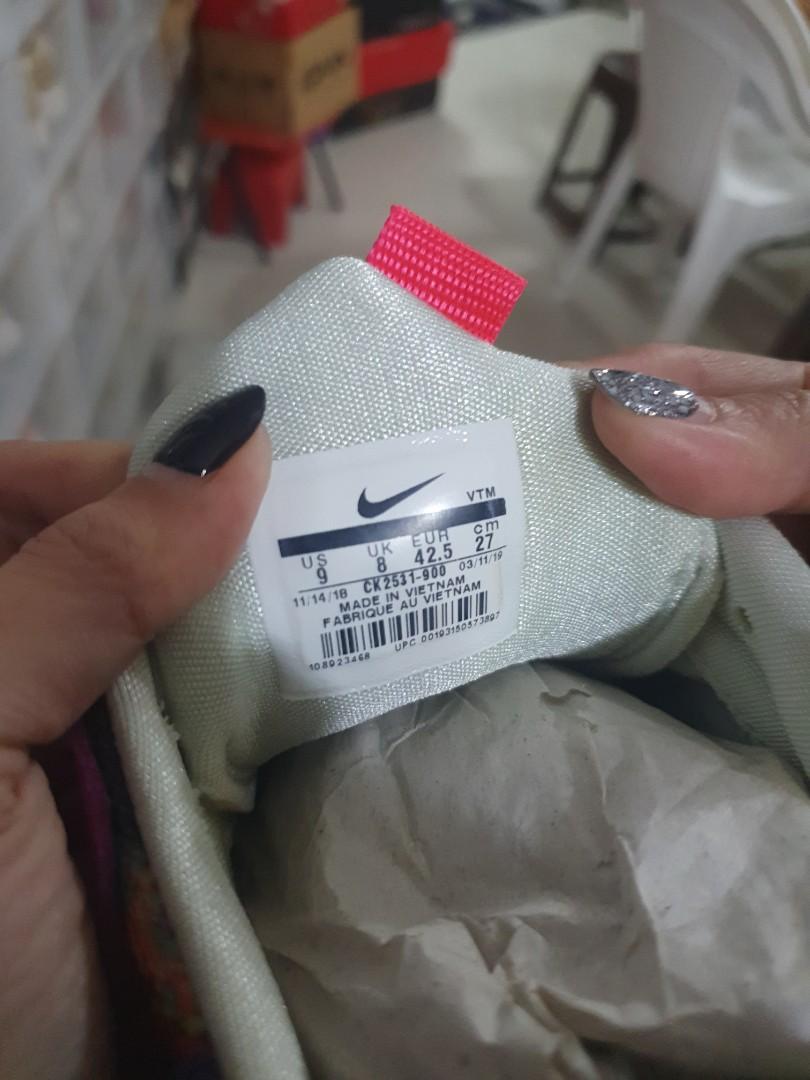 VTM
US UK EUR cm
9 8 42.5 27
11/14/18 CK2531-900 03/11/19
MADE IN VIETNAM
FABRIQUE AU VIETNAM
108923468 UPC 00193150573897